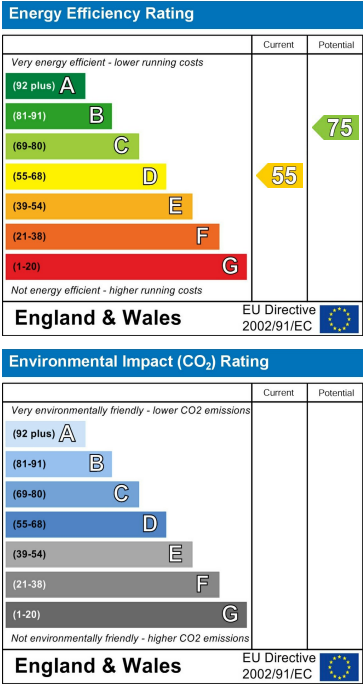 Energy Efficiency Rating
Current Potential
Very energy efficient - lower running costs
(92 plus) A
(81-91) B
(69-80) C
(55-68) D
(39-54) E
(21-38) F
(1-20) G
75
55
Not energy efficient - higher running costs
England & Wales
EU Directive
2002/91/EC
Environmental Impact (CO₂) Rating
Current Potential
Very environmentally friendly - lower CO2 emissions
(92 plus) A
(81-91) B
(69-80) C
(55-68) D
(39-54) E
(21-38) F
(1-20) G
Not environmentally friendly - higher CO2 emissions
England & Wales
EU Directive
2002/91/EC